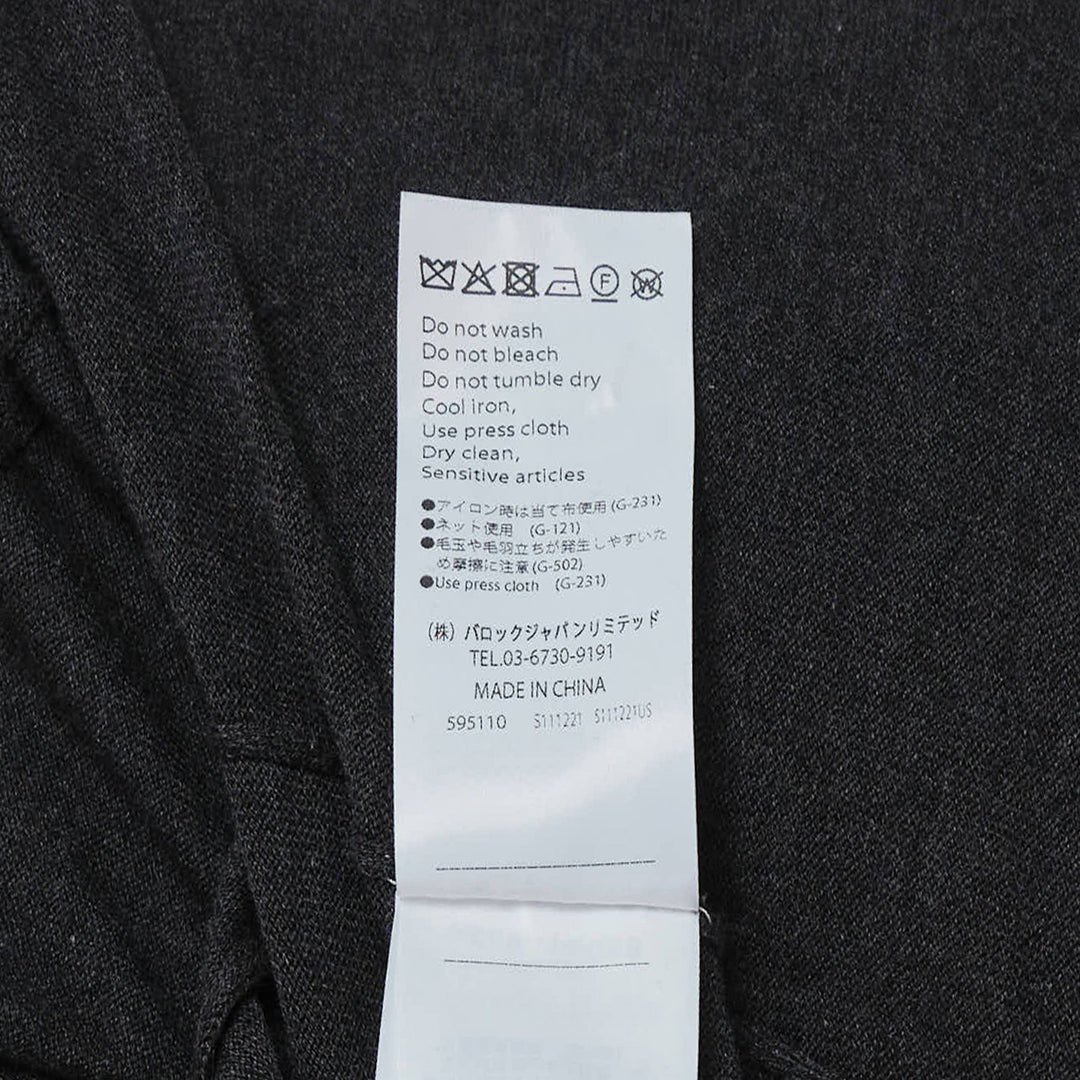 F W
Do not wash
Do not bleach
Do not tumble dry
Cool iron,
Use press cloth
Dry clean,
Sensitive articles
●アイロン時は当て布使用 (G-231)
●ネット使用 (G-121)
●毛玉や毛羽立ちが発生しやすいた
め摩擦に注意 (G-502)
●Use press cloth (G-231)
(株) バロックジャパンリミテッド
TEL.03-6730-9191
MADE IN CHINA
595110 S111221 S111221US